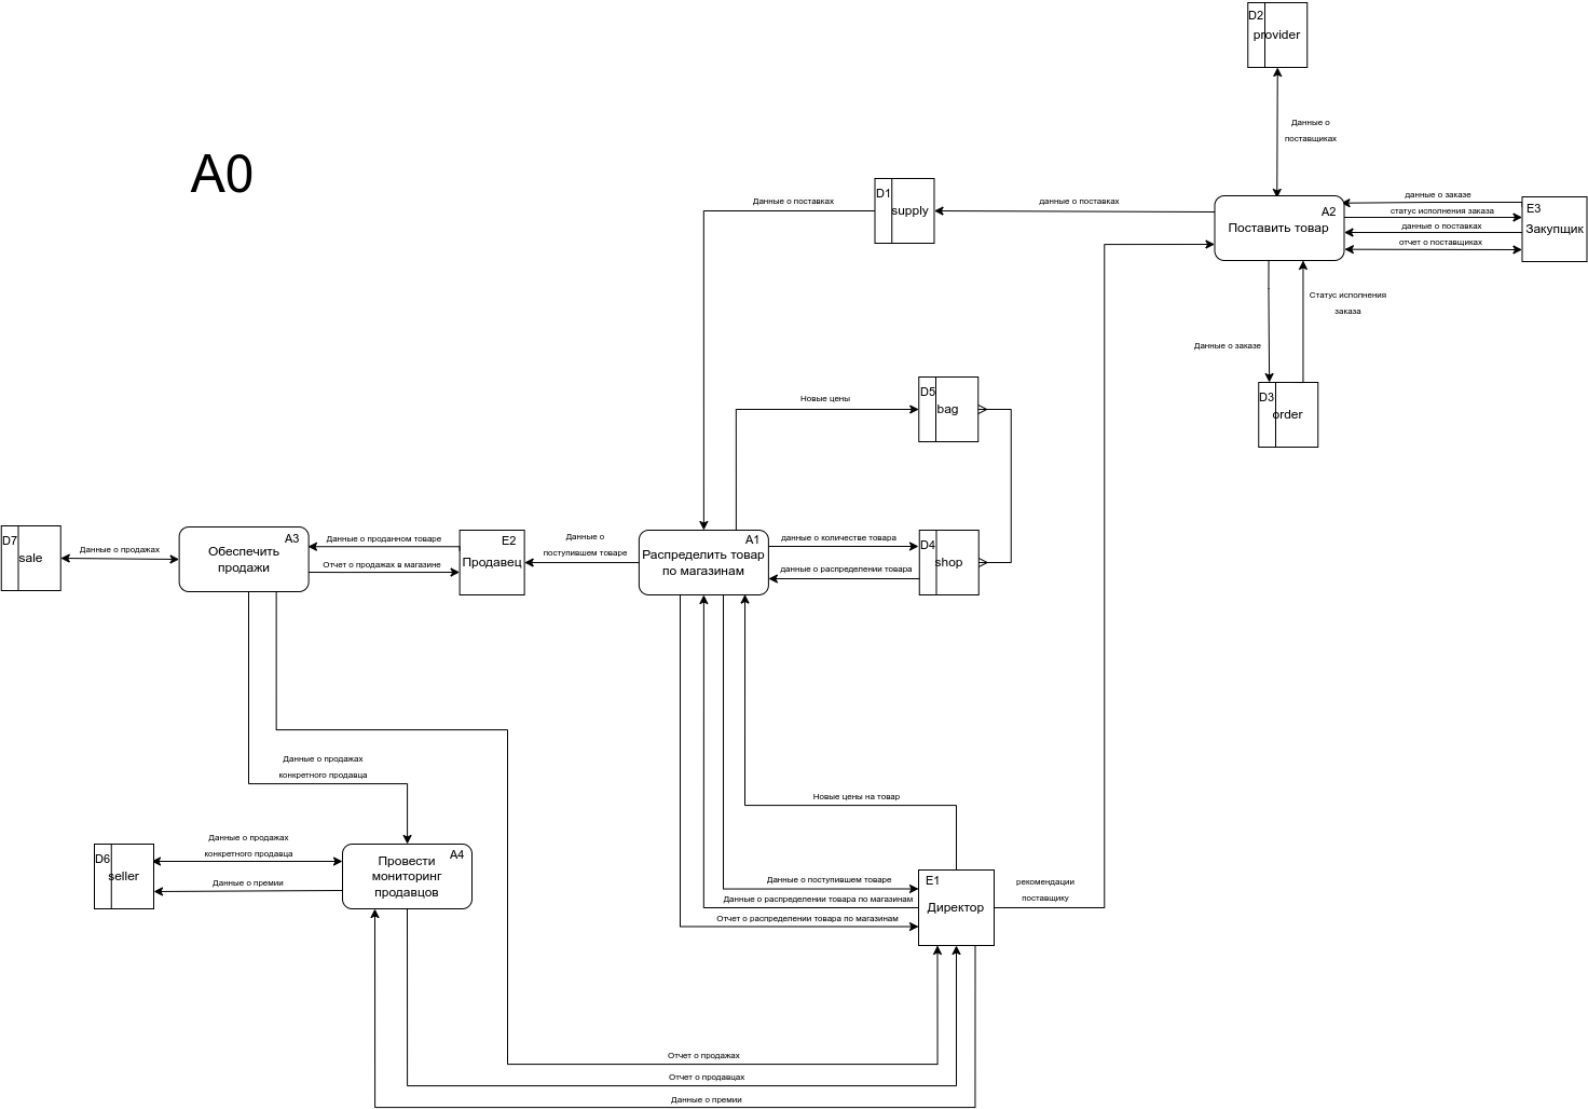 D2
provider
Данные о
поставщиках
A0
D1
supply
Данные о поставках
данные о поставках
A2
Поставить товар
данные о заказе
статус исполнения заказа
данные о поставках
отчет о поставщиках
E3
Закупщик
Статус исполнения
заказа
Данные о заказе
D3
order
Новые цены
D5
bag
D7
sale
Данные о продажах
A3
Обеспечить
продажи
Данные о проданном товаре
Отчет о продажах в магазине
E2
Продавец
Данные о
поступившем товаре
A1
Распределить товар
по магазинам
данные о количестве товара
данные о распределении товара
D4
shop
Данные о продажах
конкретного продавца
Новые цены на товар
D6
seller
Данные о продажах
конкретного продавца
Данные о премии
A4
Провести
мониторинг
продавцов
Данные о поступившем товаре
Данные о распределении товара по магазинам
Отчет о распределении товара по магазинам
E1
Директор
рекомендации
поставщику
Отчет о продажах
Отчет о продавцах
Данные о премии